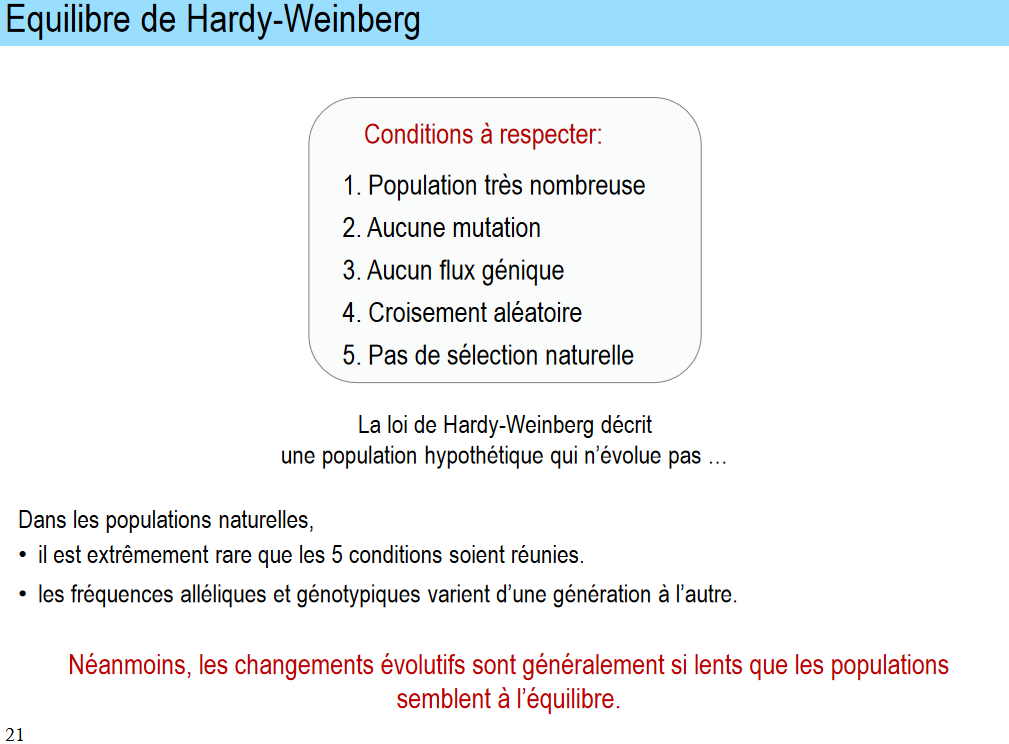 Equilibre de Hardy-Weinberg
Conditions à respecter:
1. Population très nombreuse
2. Aucune mutation
3. Aucun flux génique
4. Croisement aléatoire
5. Pas de sélection naturelle
La loi de Hardy-Weinberg décrit
une population hypothétique qui n’évolue pas …
Dans les populations naturelles,
• il est extrêmement rare que les 5 conditions soient réunies.
• les fréquences alléliques et génotypiques varient d’une génération à l’autre.
Néanmoins, les changements évolutifs sont généralement si lents que les populations
semblent à l’équilibre.
21